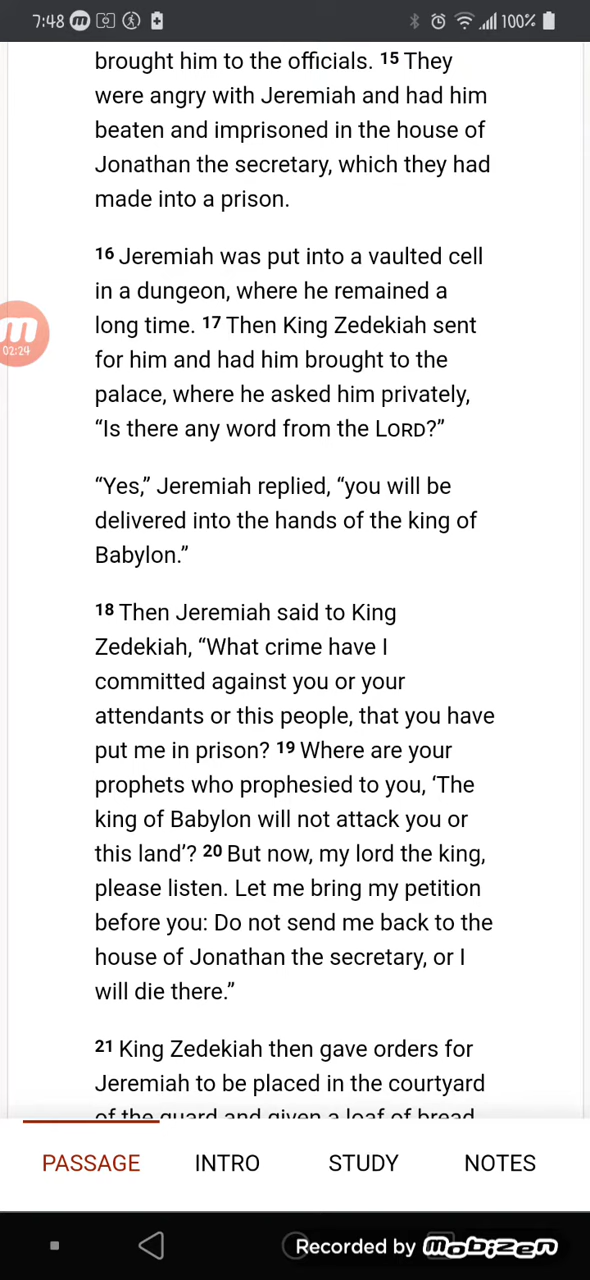 7:48 100%
brought him to the officials. 15 They
were angry with Jeremiah and had him
beaten and imprisoned in the house of
Jonathan the secretary, which they had
made into a prison.
16 Jeremiah was put into a vaulted cell
in a dungeon, where he remained a
long time. 17 Then King Zedekiah sent
for him and had him brought to the
palace, where he asked him privately,
“Is there any word from the LORD?”
“Yes,” Jeremiah replied, “you will be
delivered into the hands of the king of
Babylon.”
18 Then Jeremiah said to King
Zedekiah, “What crime have I
committed against you or your
attendants or this people, that you have
put me in prison? 19 Where are your
prophets who prophesied to you, ‘The
king of Babylon will not attack you or
this land’? 20 But now, my lord the king,
please listen. Let me bring my petition
before you: Do not send me back to the
house of Jonathan the secretary, or I
will die there.”
21 King Zedekiah then gave orders for
Jeremiah to be placed in the courtyard
of the guard and given a loaf of bread
m
02:24
PASSAGE INTRO STUDY NOTES
Recorded by mobizen